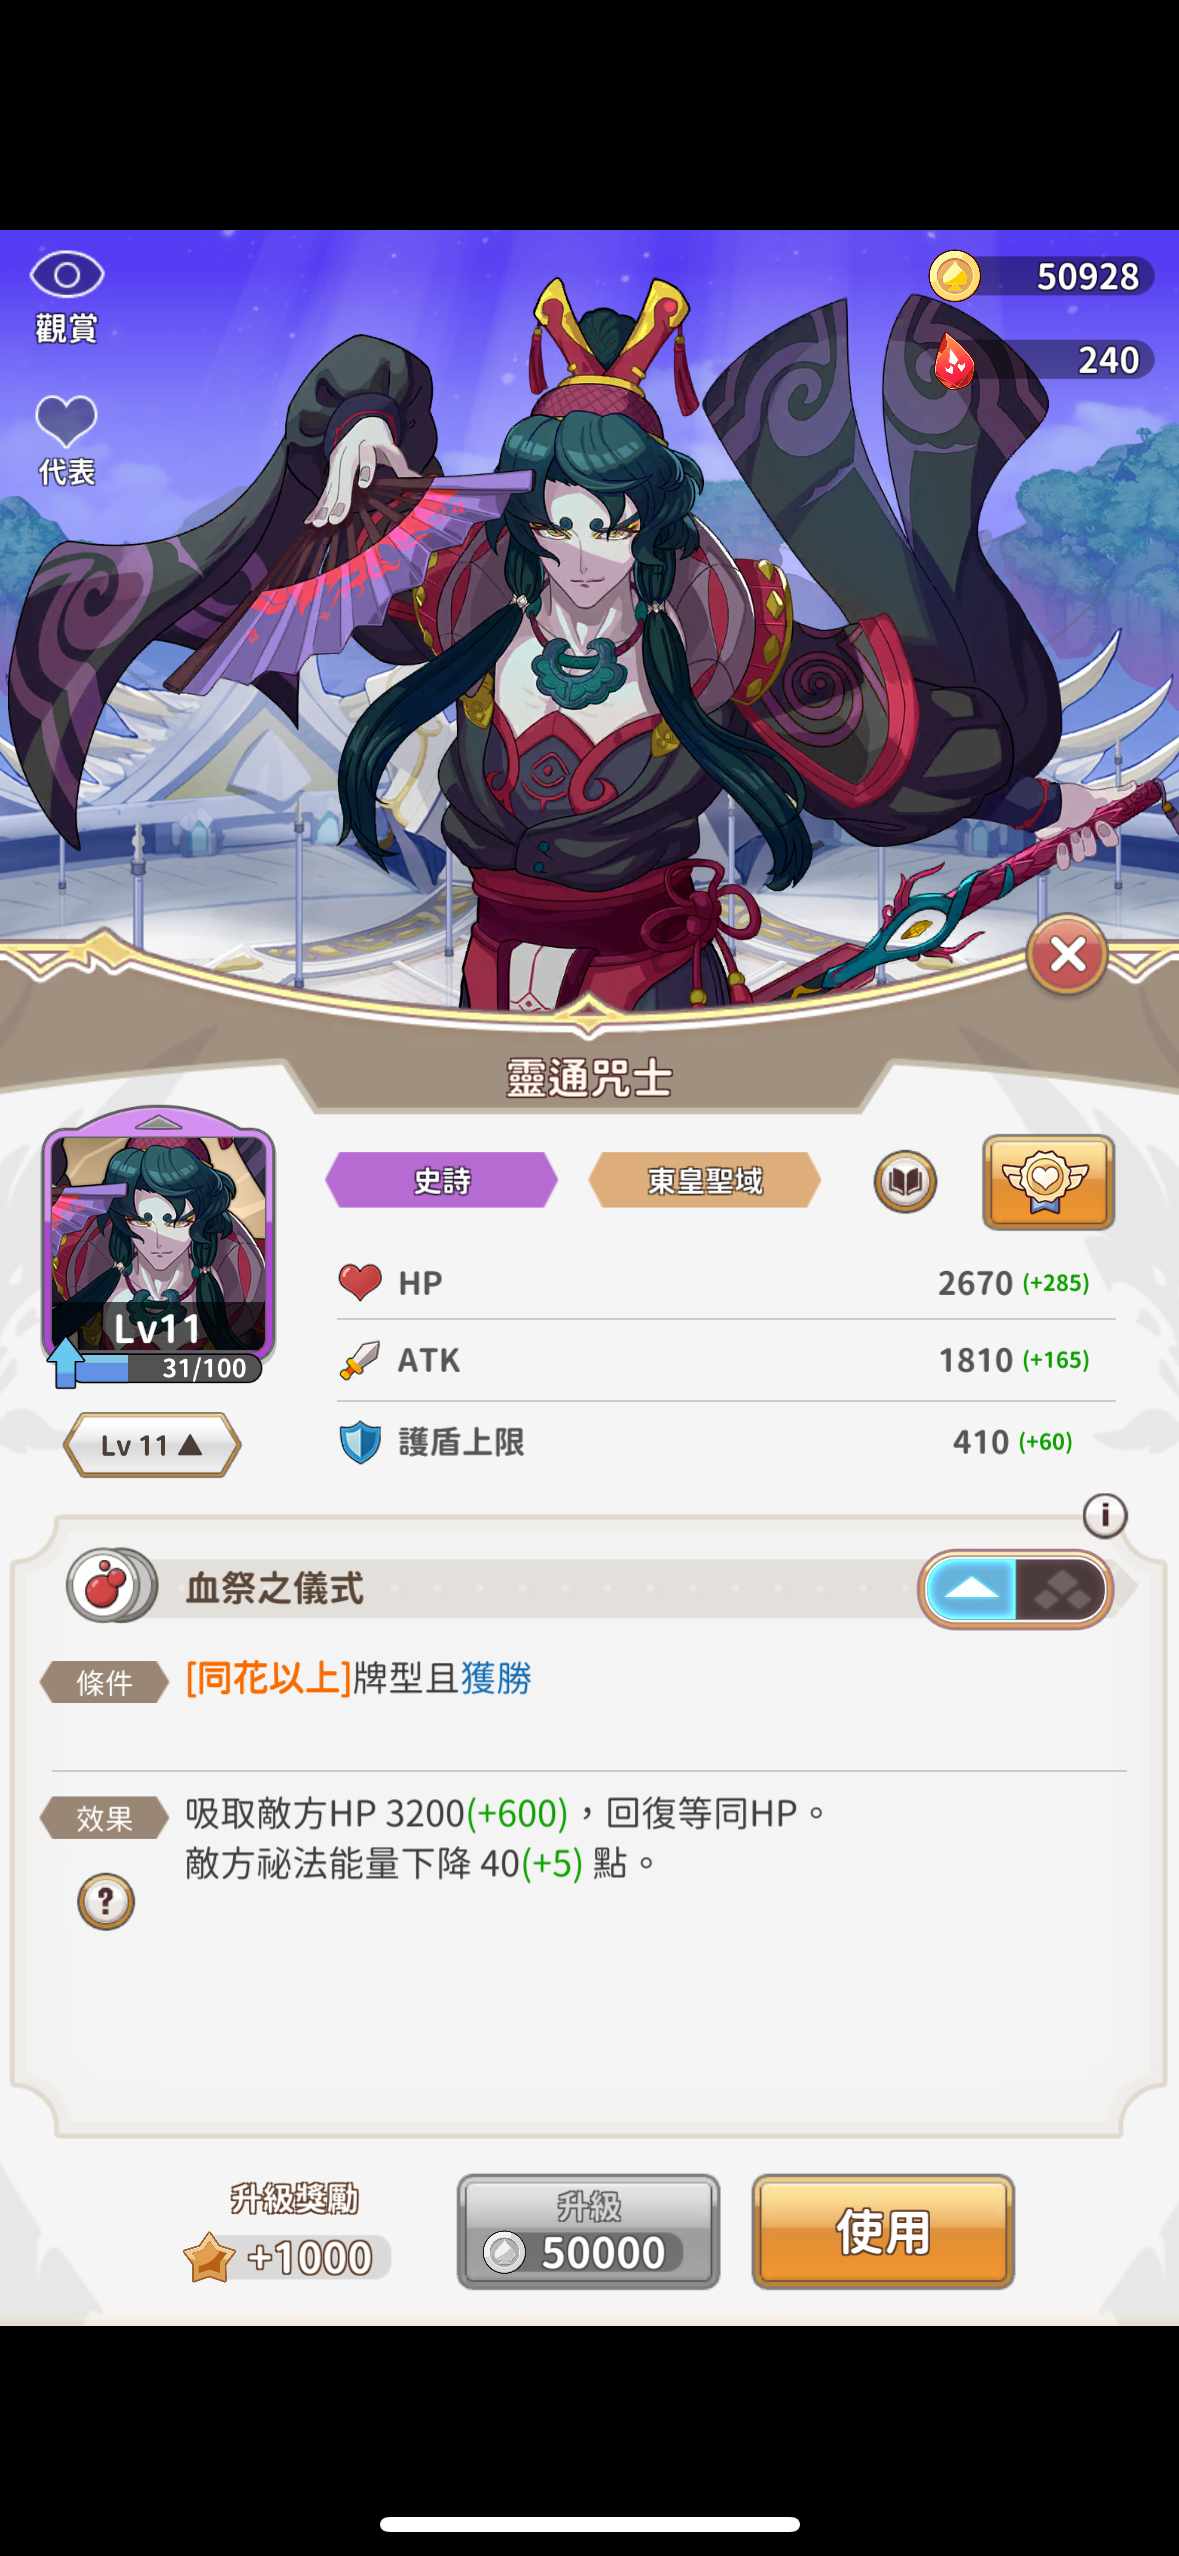 觀賞
50928
240
代表
靈通咒士
史詩
東皇聖域
HP
2670 (+285)
Lv11
31/100
ATK
1810 (+165)
Lv 11 ▲
護盾上限
410 (+60)
i
血祭之儀式
條件
[同花以上]牌型且獲勝
效果
吸取敵方HP 3200(+600),回復等同HP。
敵方祕法能量下降 40(+5) 點。
?
升級獎勵
+1000
升級
50000
使用